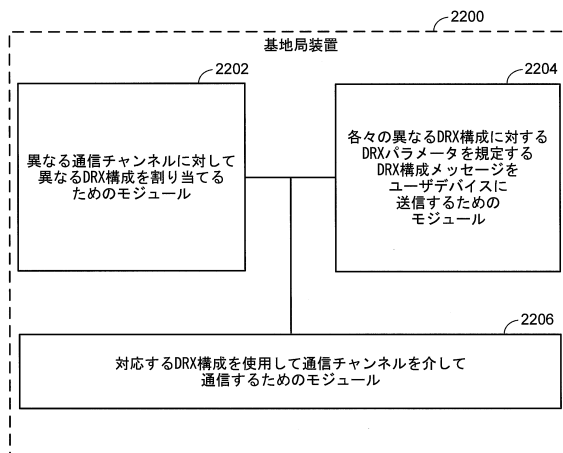 2200
基地局装置
2202
異なる通信チャンネルに対して
異なるDRX構成を割り当てる
ためのモジュール
2204
各々の異なるDRX構成に対する
DRXパラメータを規定する
DRX構成メッセージを
ユーザデバイスに
送信するための
モジュール
2206
対応するDRX構成を使用して通信チャンネルを介して
通信するためのモジュール